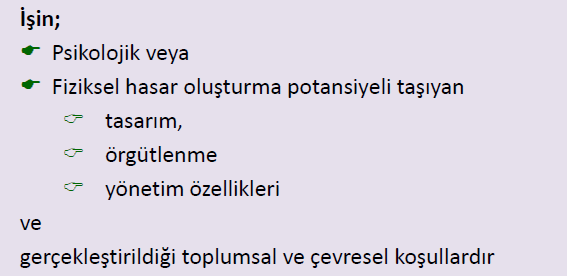 İşin;
Psikolojik veya
Fiziksel hasar oluşturma potansiyeli taşıyan
tasarım,
örgütlenme
yönetim özellikleri
ve
gerçekleştirildiği toplumsal ve çevresel koşullardır